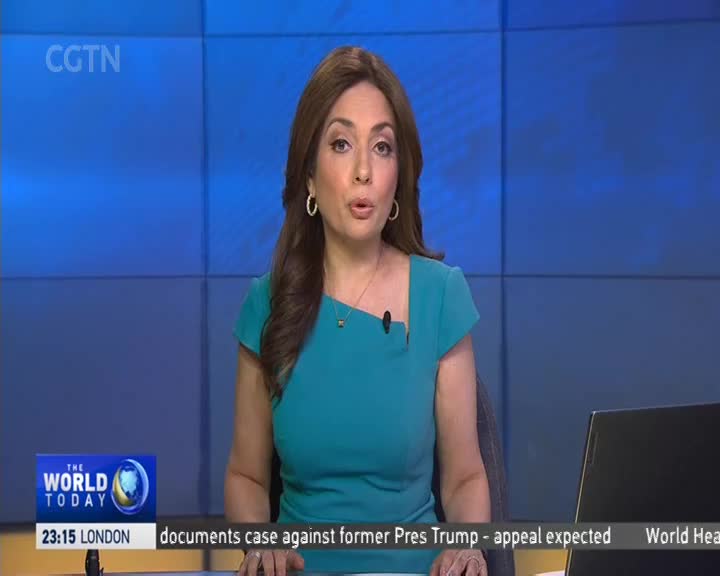 CGTN
THE
WORLD
TODAY
23:15 LONDON
documents case against former Pres Trump - appeal expected World Hea